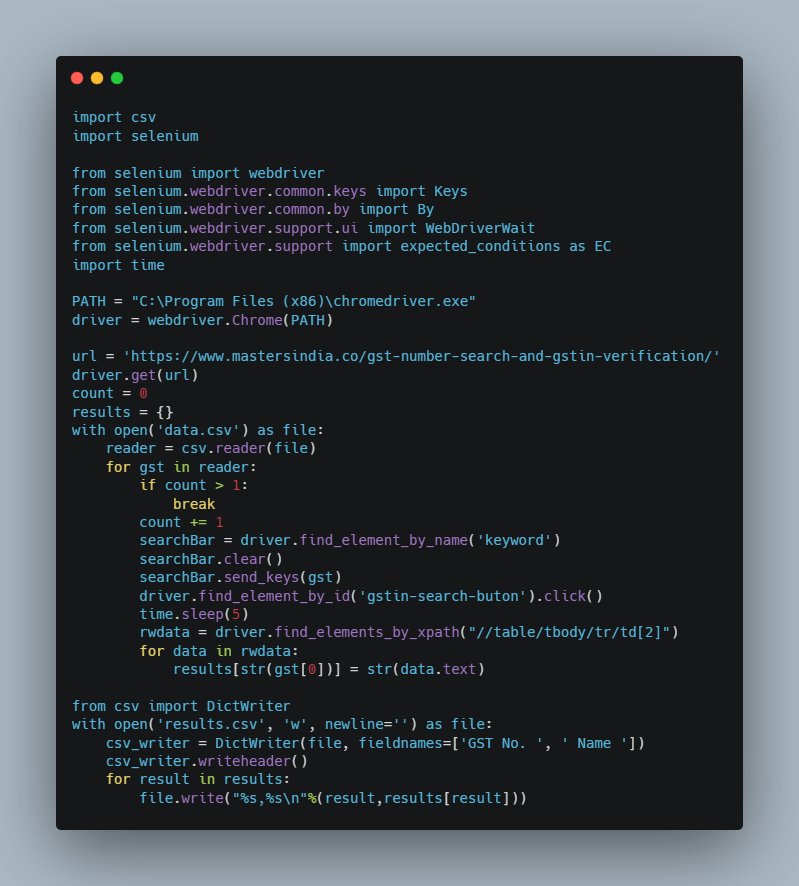 import csv
import selenium

from selenium import webdriver
from selenium.webdriver.common.keys import Keys
from selenium.webdriver.common.by import By
from selenium.webdriver.support.ui import WebDriverWait
from selenium.webdriver.support import expected_conditions as EC
import time

PATH = "C:\Program Files (x86)\chromedriver.exe"
driver = webdriver.Chrome(PATH)

url = 'https://www.mastersindia.co/gst-number-search-and-gstin-verification/'
driver.get(url)
count = 0
results = {}
with open('data.csv') as file:
    reader = csv.reader(file)
    for gst in reader:
        if count > 1:
            break
        count += 1
        searchBar = driver.find_element_by_name('keyword')
        searchBar.clear()
        searchBar.send_keys(gst)
        driver.find_element_by_id('gstin-search-buton').click()
        time.sleep(5)
        rwdata = driver.find_elements_by_xpath("//table/tbody/tr/td[2]")
        for data in rwdata:
            results[str(gst[0])] = str(data.text)

from csv import DictWriter
with open('results.csv', 'w', newline='') as file:
    csv_writer = DictWriter(file, fieldnames=['GST No. ', ' Name '])
    csv_writer.writeheader()
    for result in results:
        file.write("%s,%s\n"%(result,results[result]))